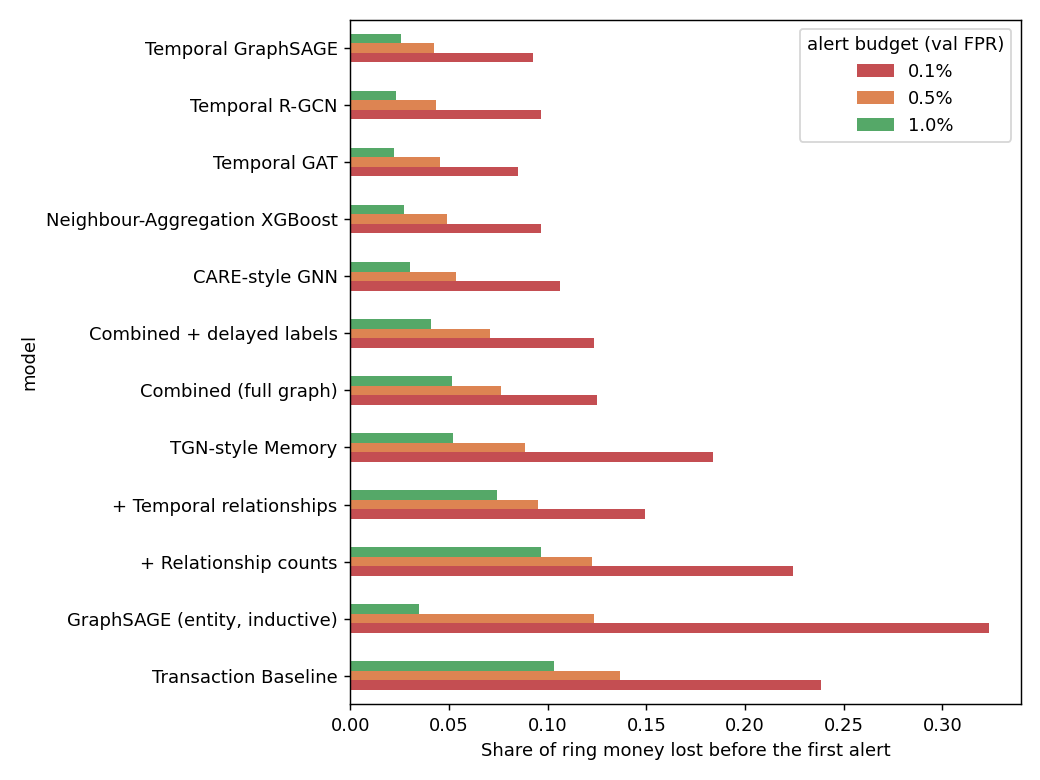 alert budget (val FPR)
0.1%
0.5%
1.0%
model
Temporal GraphSAGE
Temporal R-GCN
Temporal GAT
Neighbour-Aggregation XGBoost
CARE-style GNN
Combined + delayed labels
Combined (full graph)
TGN-style Memory
+ Temporal relationships
+ Relationship counts
GraphSAGE (entity, inductive)
Transaction Baseline
0.00 0.05 0.10 0.15 0.20 0.25 0.30
Share of ring money lost before the first alert